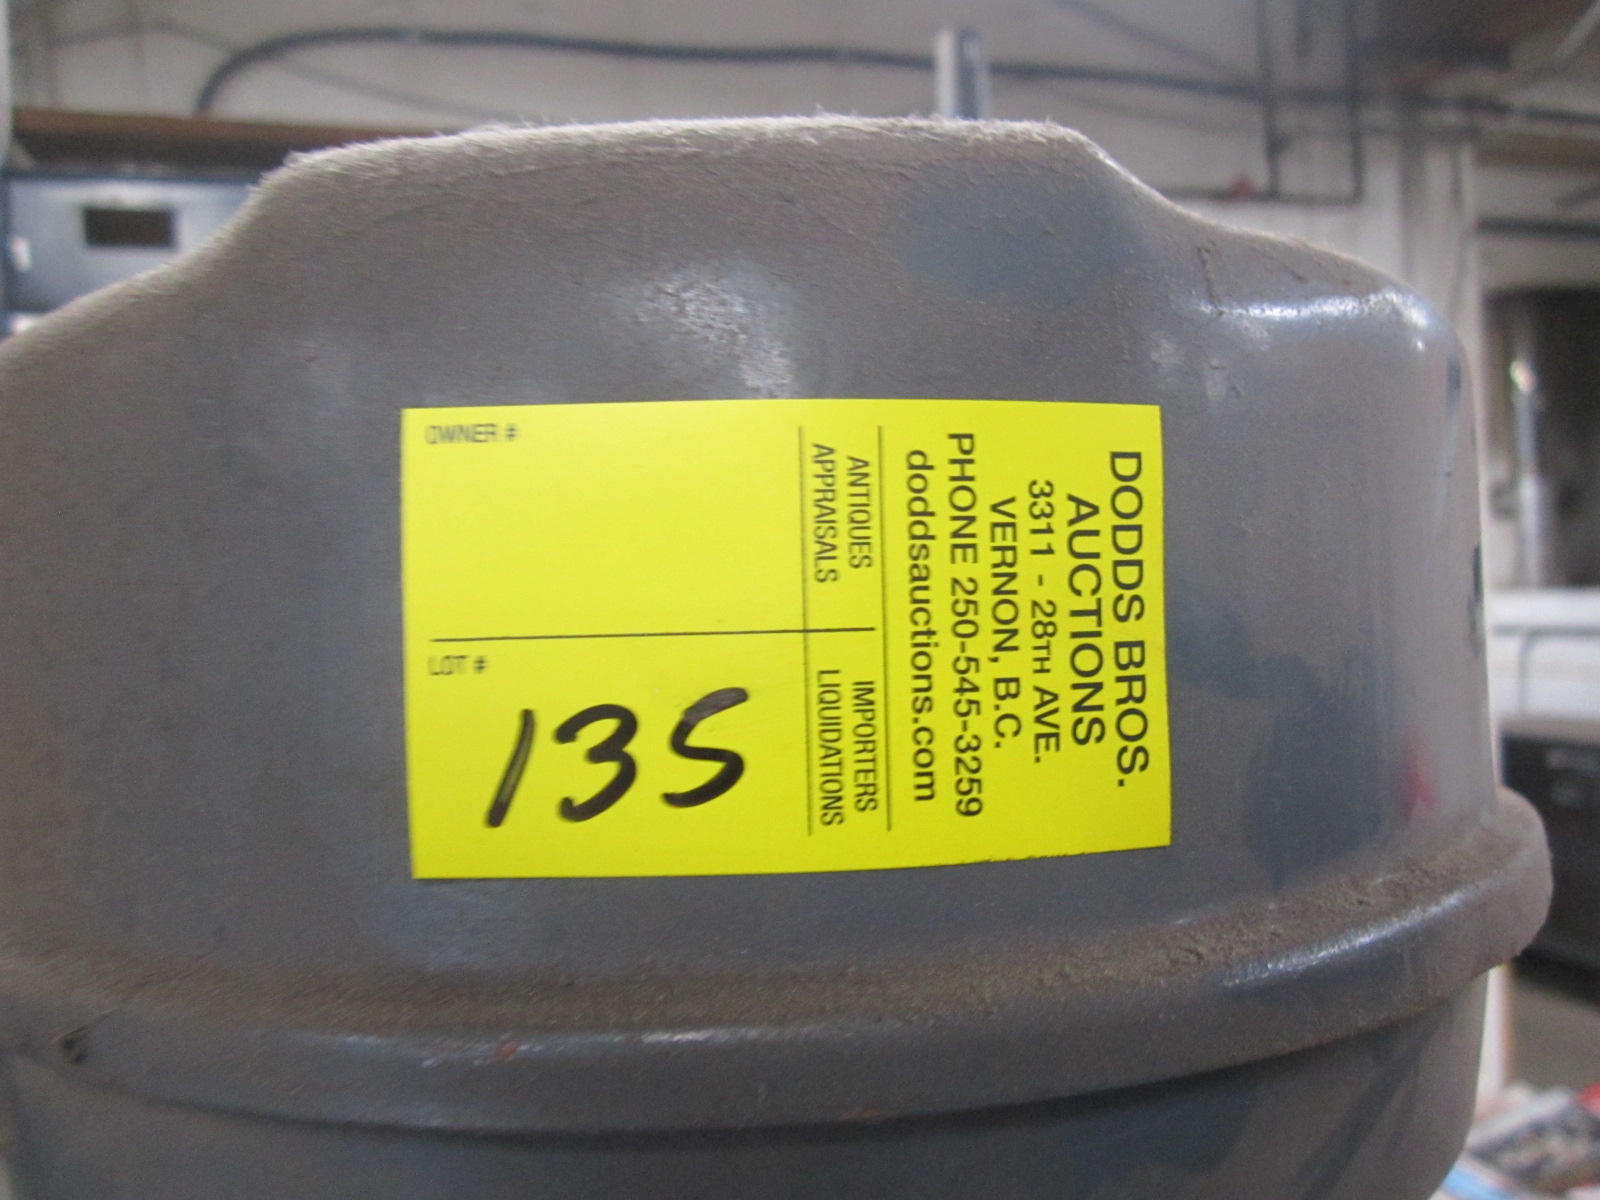 DODDS BROS.
AUCTIONS
3311 - 28TH AVE.
VERNON, B.C.
PHONE 250-545-3259
doddsauctions.com
ANTIQUES IMPORTERS
APPRAISALS LIQUIDATIONS
OWNER #
LOT #
135